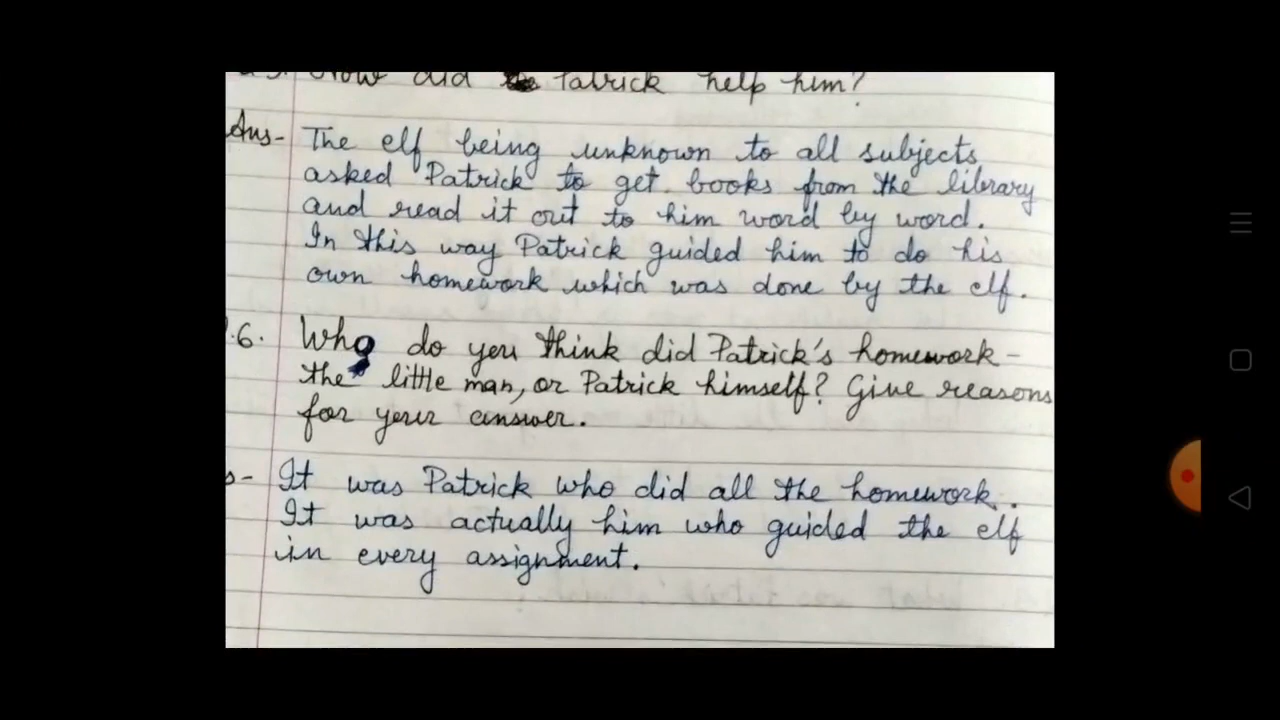 How did Patrick help him?
Ans- The elf being unknown to all subjects
asked Patrick to get books from the library
and read it out to him word by word.
In this way Patrick guided him to do his
own homework which was done by the elf.
.6. Who do you think did Patrick's homework -
the little man, or Patrick himself? Give reasons
for your answer.
s- It was Patrick who did all the homework.
It was actually him who guided the elf
in every assignment.